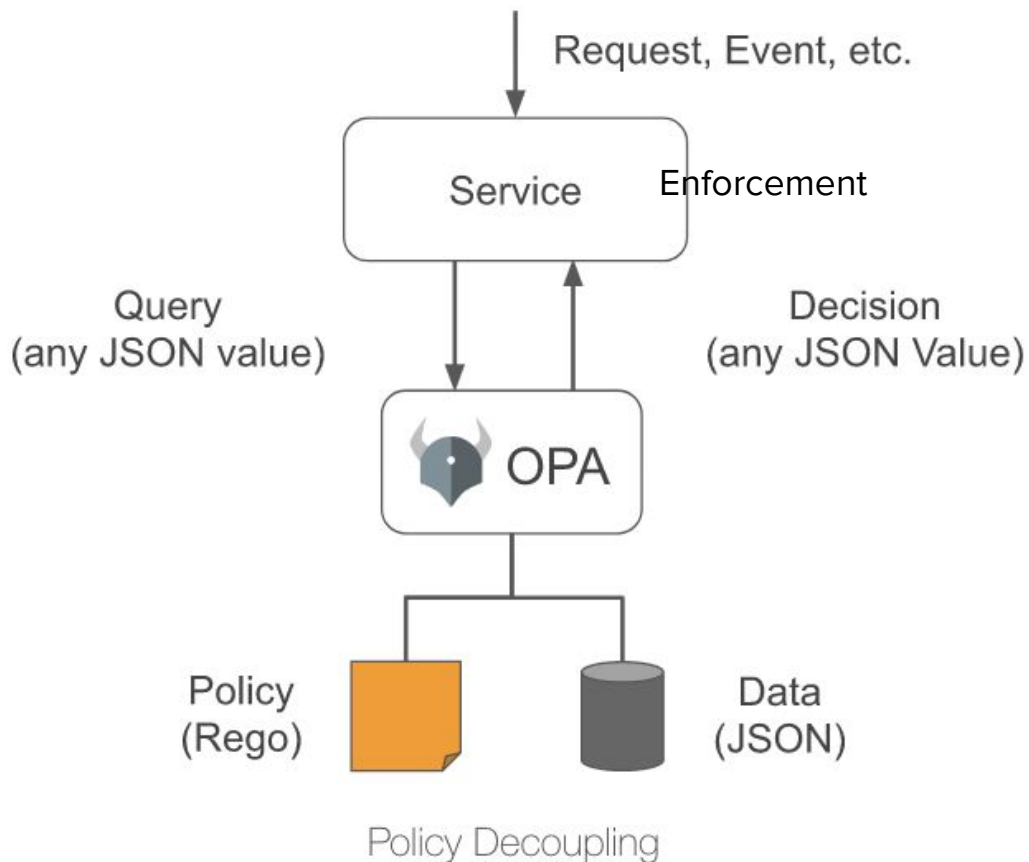 Request, Event, etc.
Service
Enforcement
Query
(any JSON value)
Decision
(any JSON Value)
OPA
Policy
(Rego)
Data
(JSON)
Policy Decoupling